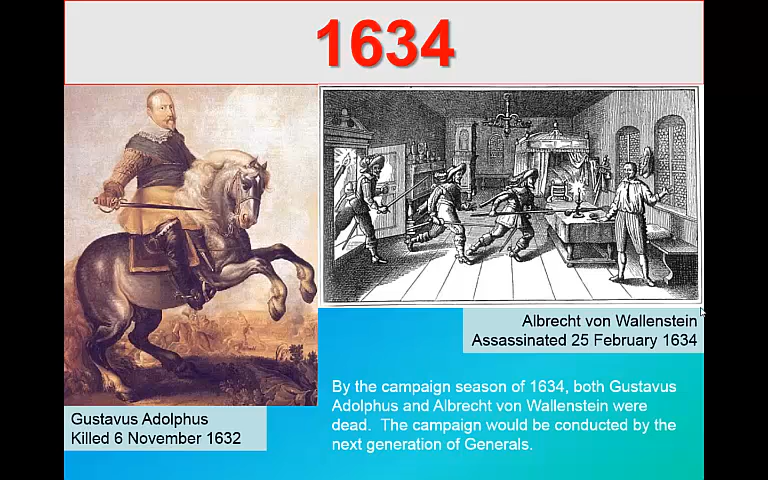 1634
Gustavus Adolphus
Killed 6 November 1632
Albrecht von Wallenstein
Assassinated 25 February 1634
By the campaign season of 1634, both Gustavus
Adolphus and Albrecht von Wallenstein were
dead.  The campaign would be conducted by the
next generation of Generals.